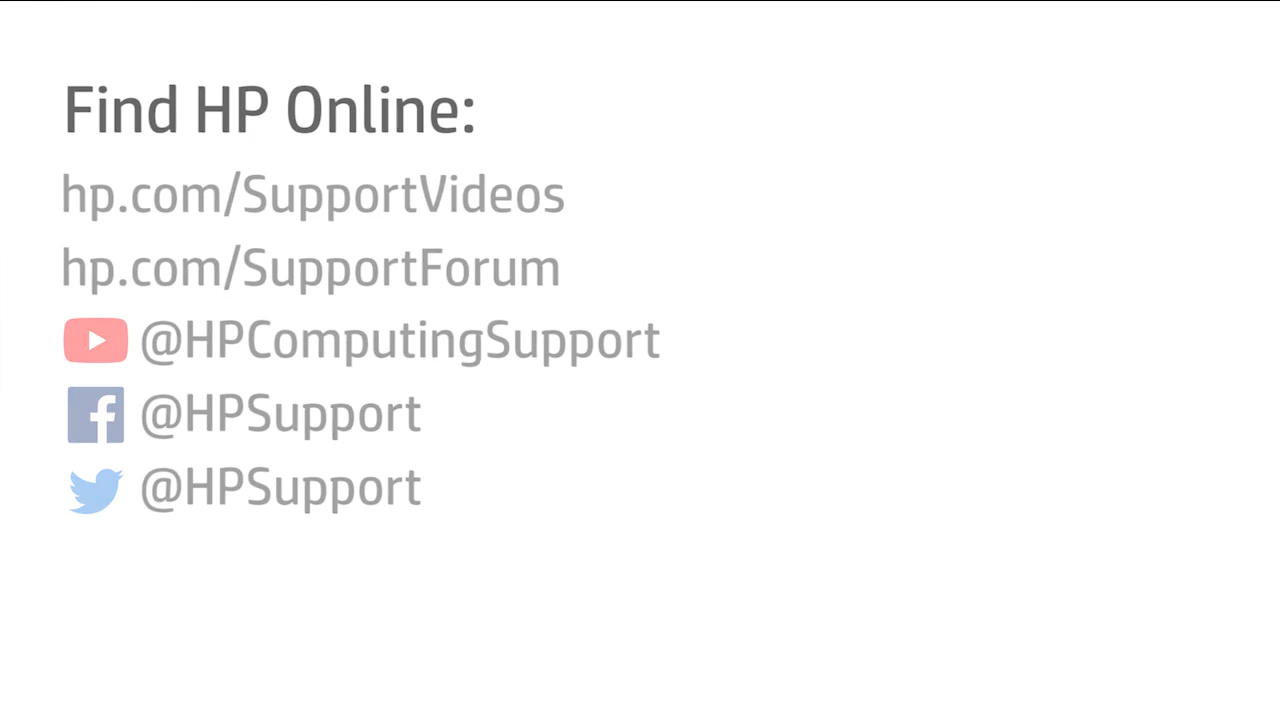 Find HP Online:
hp.com/SupportVideos
hp.com/SupportForum
@HPComputingSupport
@HPSupport
@HPSupport